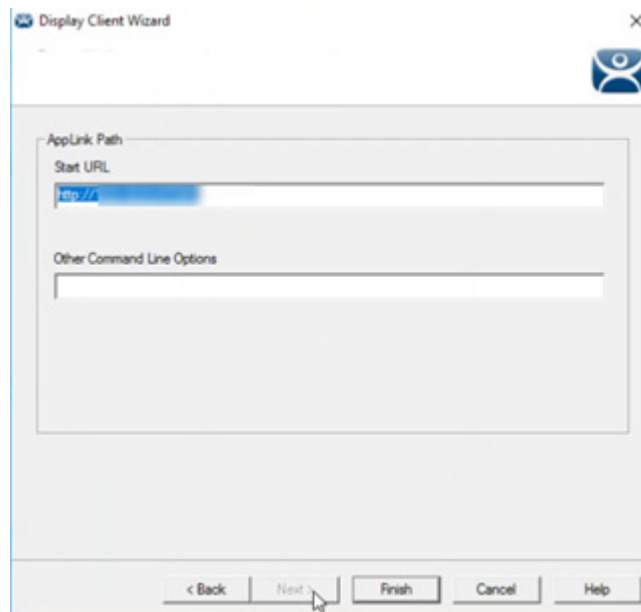 Display Client Wizard
AppLink Path
Start URL
http://
Other Command Line Options
< Back
Next >
Finish
Cancel
Help